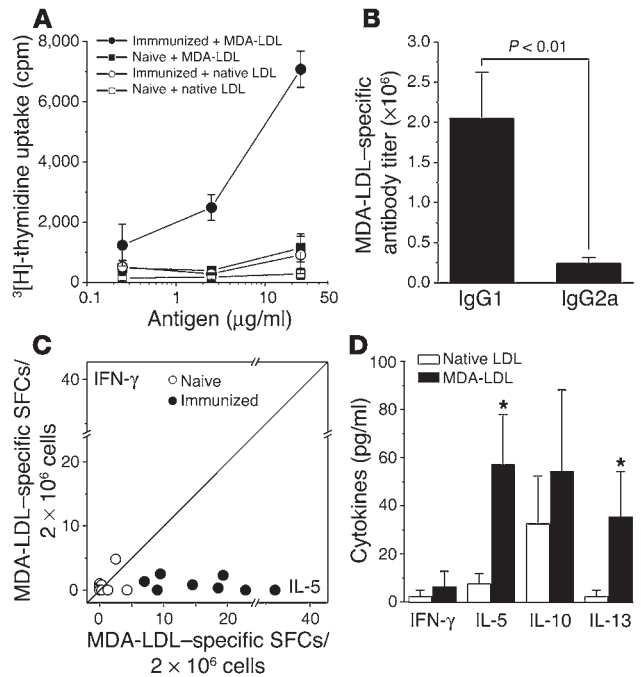 A
Immmunized + MDA-LDL
Naive + MDA-LDL
Immunized + native LDL
Naive + native LDL
³[H]-thymidine uptake (cpm)
8,000
6,000
4,000
2,000
0
0.1
1
10
50
Antigen (μg/ml)
B
P < 0.01
MDA-LDL–specific
antibody titer (×10⁶)
3.0
2.5
2.0
1.5
1.0
0.5
0.0
IgG1
IgG2a
C
IFN-γ
Naive
Immunized
MDA-LDL–specific SFCs/
2 × 10⁶ cells
40
20
10
0
IL-5
0
10
20
40
MDA-LDL–specific SFCs/
2 × 10⁶ cells
D
Native LDL
MDA-LDL
Cytokines (pg/ml)
100
80
60
40
20
0
*
*
IFN-γ
IL-5
IL-10
IL-13